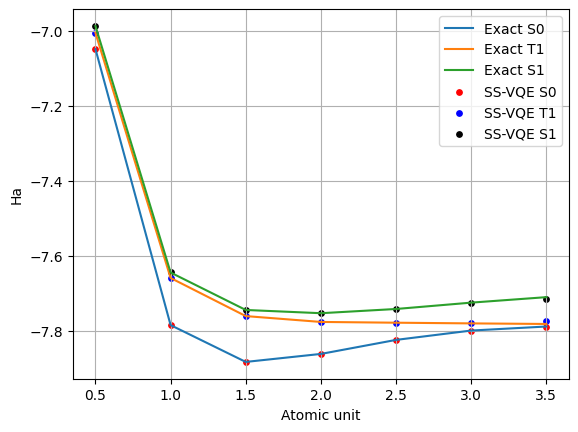 Exact S0
Exact T1
Exact S1
SS-VQE S0
SS-VQE T1
SS-VQE S1
−7.0
−7.2
−7.4
−7.6
−7.8
Ha
0.5 1.0 1.5 2.0 2.5 3.0 3.5
Atomic unit